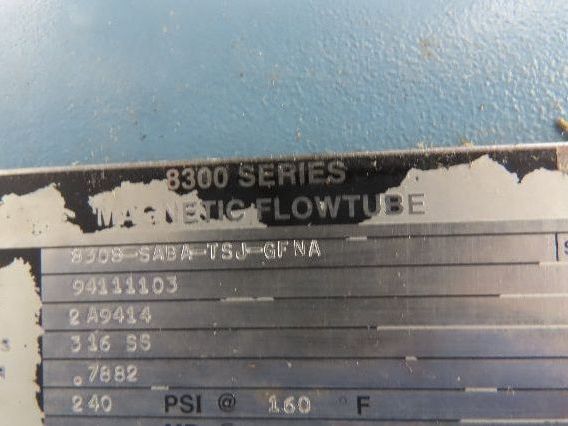 8300 SERIES
MAGNETIC FLOWTUBE
8308-SABA-TSJ-GFNA
94111103
2A9414
316 SS
.7882
240 PSI @ 160 °F